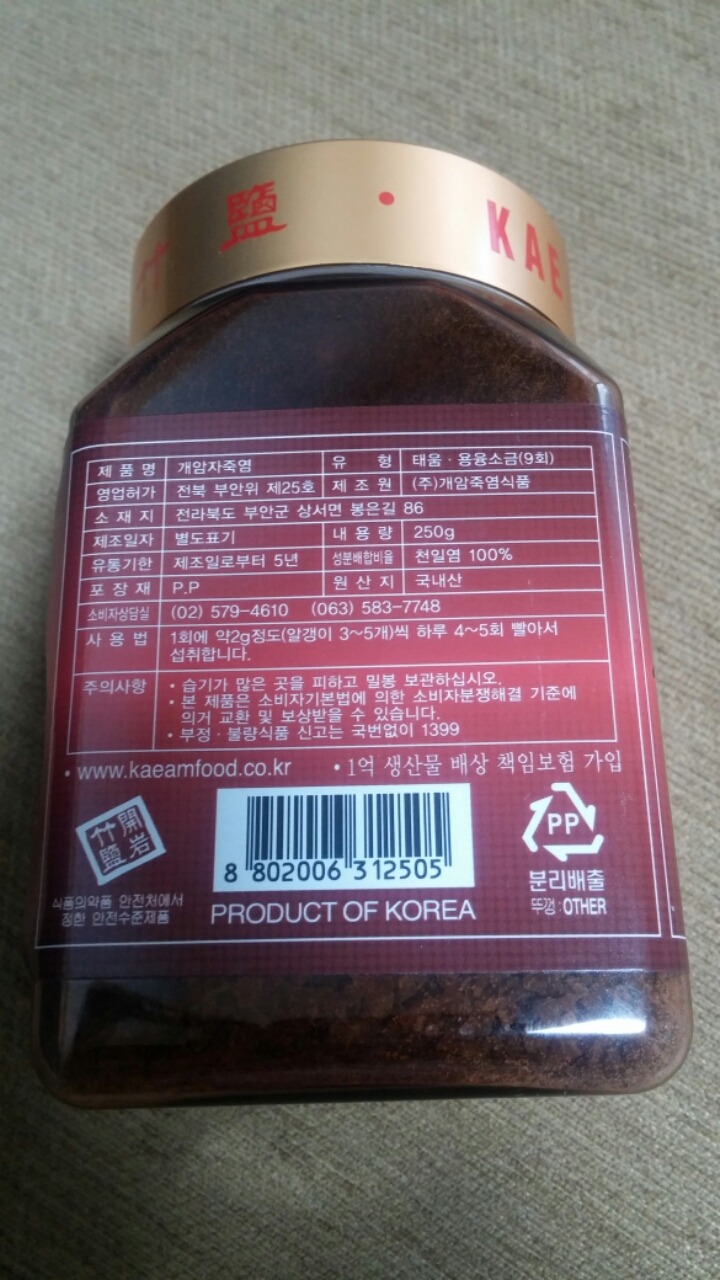 竹 鹽 · KAE
제품명 개암자죽염 유형 태움·용융소금(9회)
영업허가 전북 부안위 제25호 제조원 (주)개암죽염식품
소재지 전라북도 부안군 상서면 봉은길 86
제조일자 별도표기 내용량 250g
유통기한 제조일로부터 5년 성분배합비율 천일염 100%
포장재 P.P 원산지 국내산
소비자상담실 (02) 579-4610 (063) 583-7748
사용법 1회에 약2g정도(알갱이 3~5개)씩 하루 4~5회 빨아서
섭취합니다.
주의사항 • 습기가 많은 곳을 피하고 밀봉 보관하십시오.
• 본 제품은 소비자기본법에 의한 소비자분쟁해결 기준에
의거 교환 및 보상받을 수 있습니다.
• 부정·불량식품 신고는 국번없이 1399
• www.kaeamfood.co.kr • 1억 생산물 배상 책임보험 가입
開岩
竹鹽
PP
8 802006 312505
분리배출
식품의약품 안전처에서
정한 안전수준제품
PRODUCT OF KOREA
뚜껑:OTHER